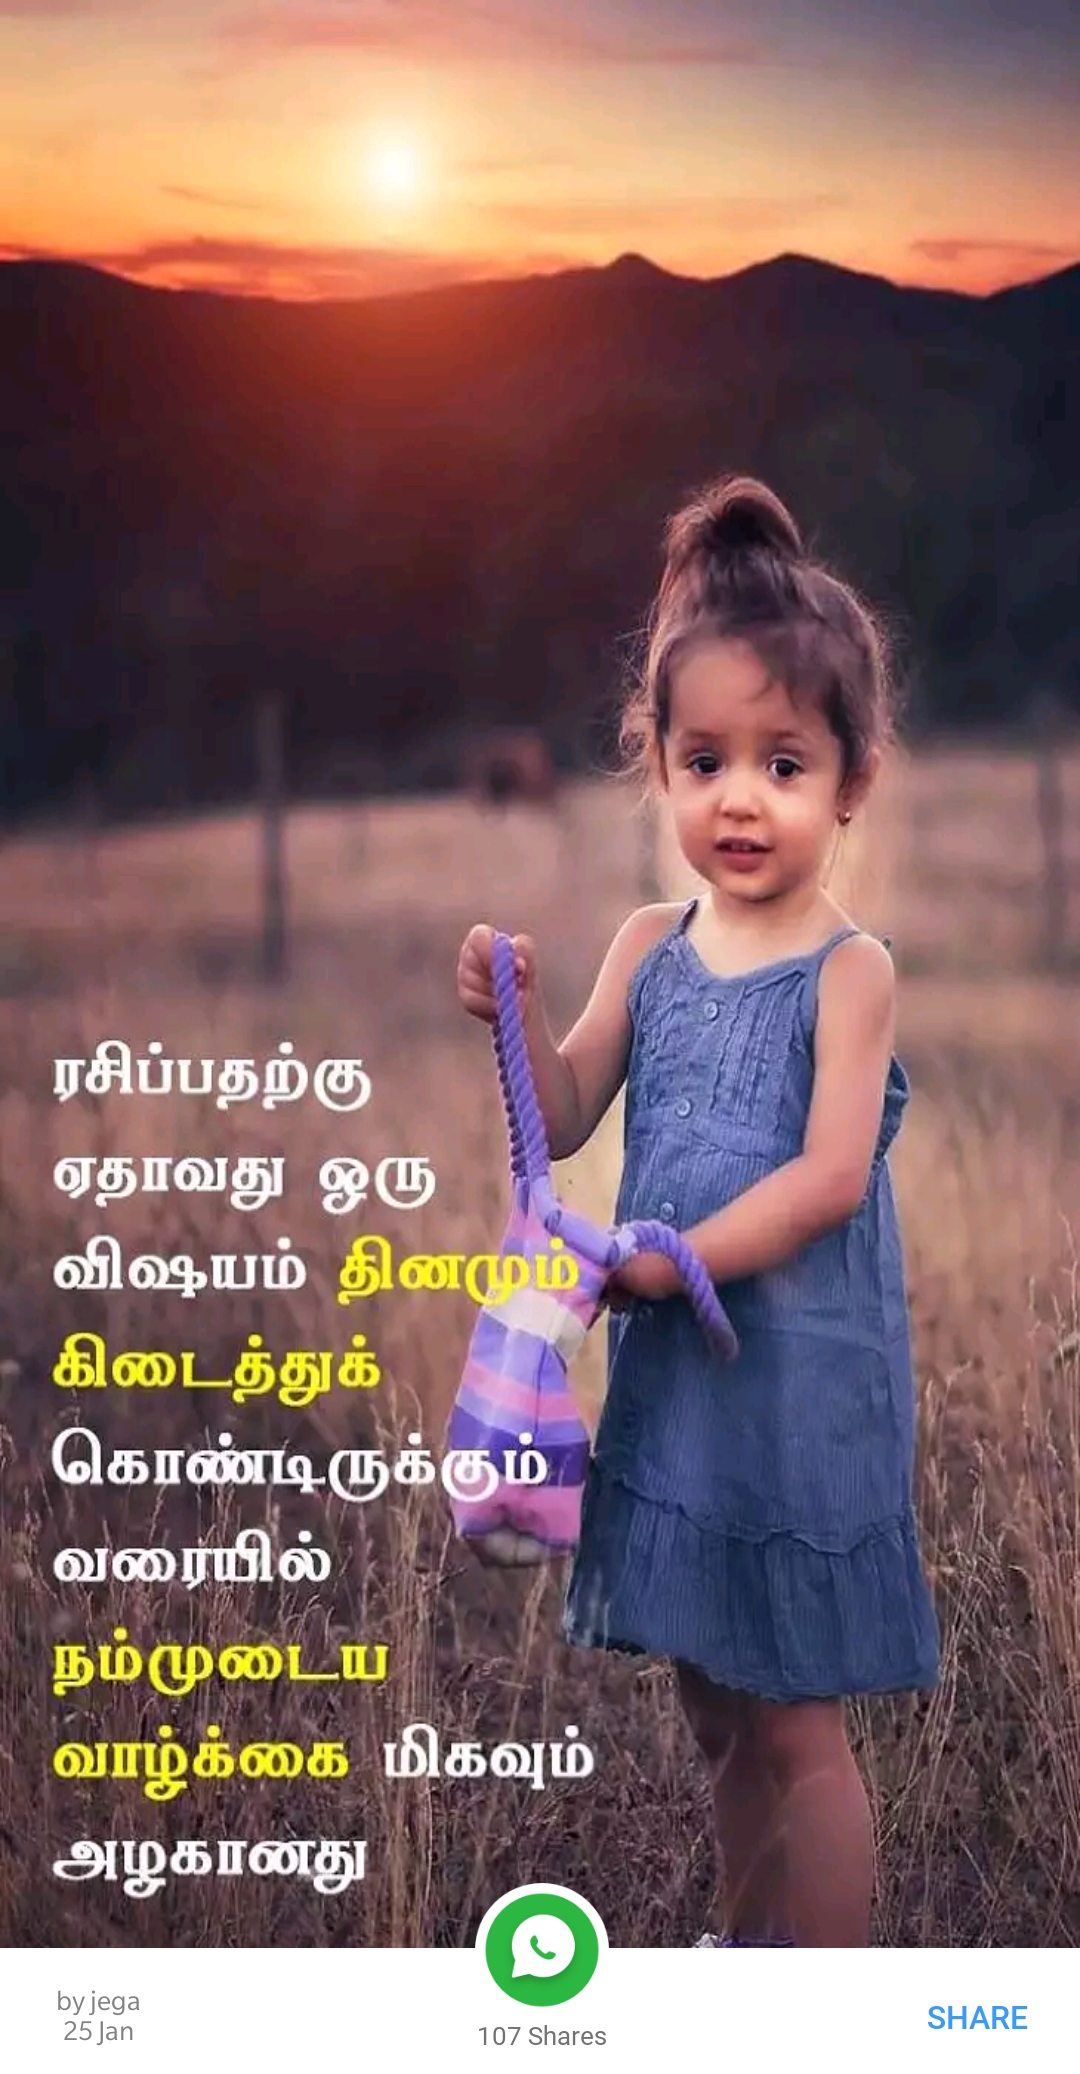 ரசிப்பதற்கு
ஏதாவது ஒரு
விஷயம் தினமும்
கிடைத்துக்
கொண்டிருக்கும்
வரையில்
நம்முடைய
வாழ்க்கை மிகவும்
அழகானது
by jega
25 Jan
107 Shares
SHARE